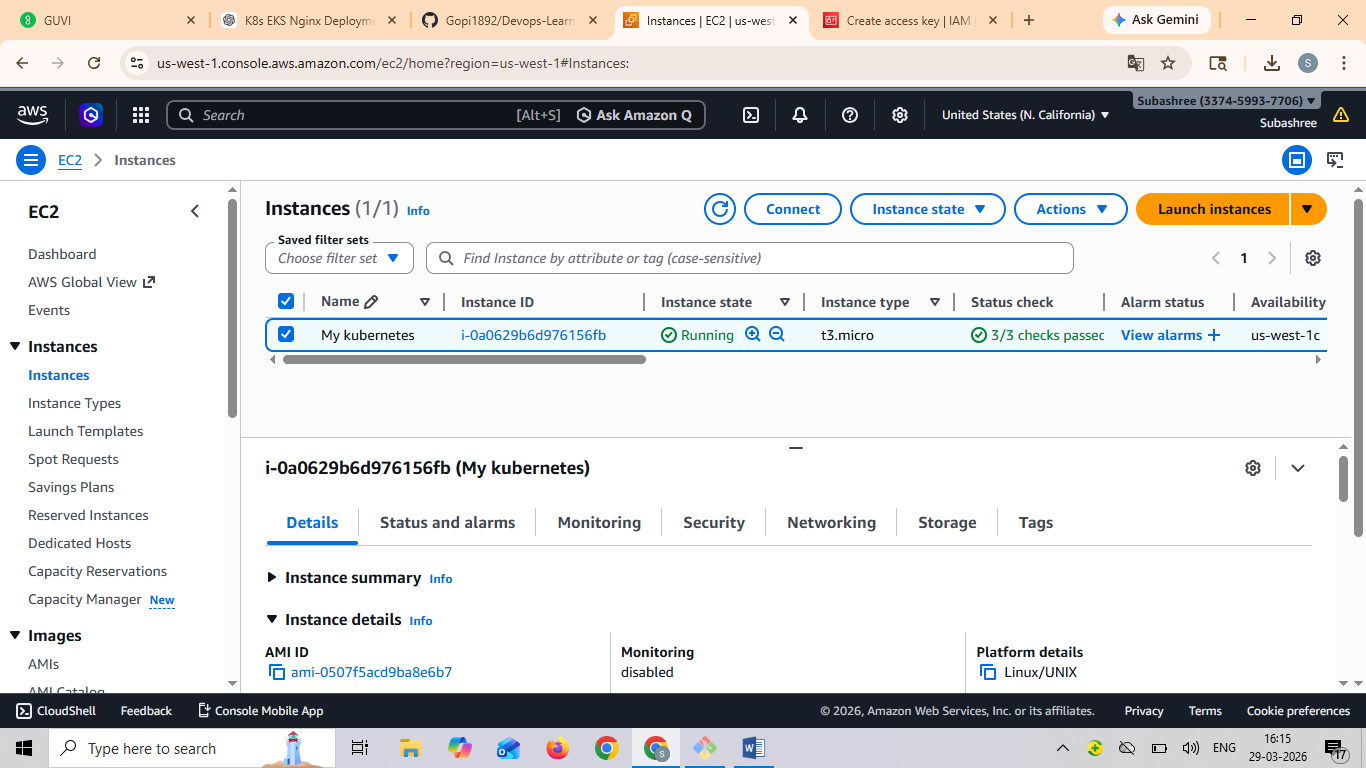 GUVI
K8s EKS Nginx Deployme
Gopi1892/Devops-Learn
Instances | EC2 | us-west
Create access key | IAM |
Ask Gemini
us-west-1.console.aws.amazon.com/ec2/home?region=us-west-1#Instances:
S
aws
Search
[Alt+S]
Ask Amazon Q
United States (N. California)
Subashree (3374-5993-7706)
Subashree
EC2
Instances
EC2
Dashboard
AWS Global View
Events
Instances
Instances
Instance Types
Launch Templates
Spot Requests
Savings Plans
Reserved Instances
Dedicated Hosts
Capacity Reservations
Capacity Manager New
Images
AMIs
AMI Catalog
Instances (1/1) Info
Connect
Instance state
Actions
Launch instances
Saved filter sets
Choose filter set
Find Instance by attribute or tag (case-sensitive)
1
Name Instance ID Instance state Instance type Status check Alarm status Availability
My kubernetes i-0a0629b6d976156fb Running t3.micro 3/3 checks passec View alarms + us-west-1c
i-0a0629b6d976156fb (My kubernetes)
Details Status and alarms Monitoring Security Networking Storage Tags
Instance summary Info
Instance details Info
AMI ID
ami-0507f5acd9ba8e6b7
Monitoring
disabled
Platform details
Linux/UNIX
CloudShell Feedback Console Mobile App © 2026, Amazon Web Services, Inc. or its affiliates. Privacy Terms Cookie preferences
Type here to search
S
W
ENG
16:15
29-03-2026
17